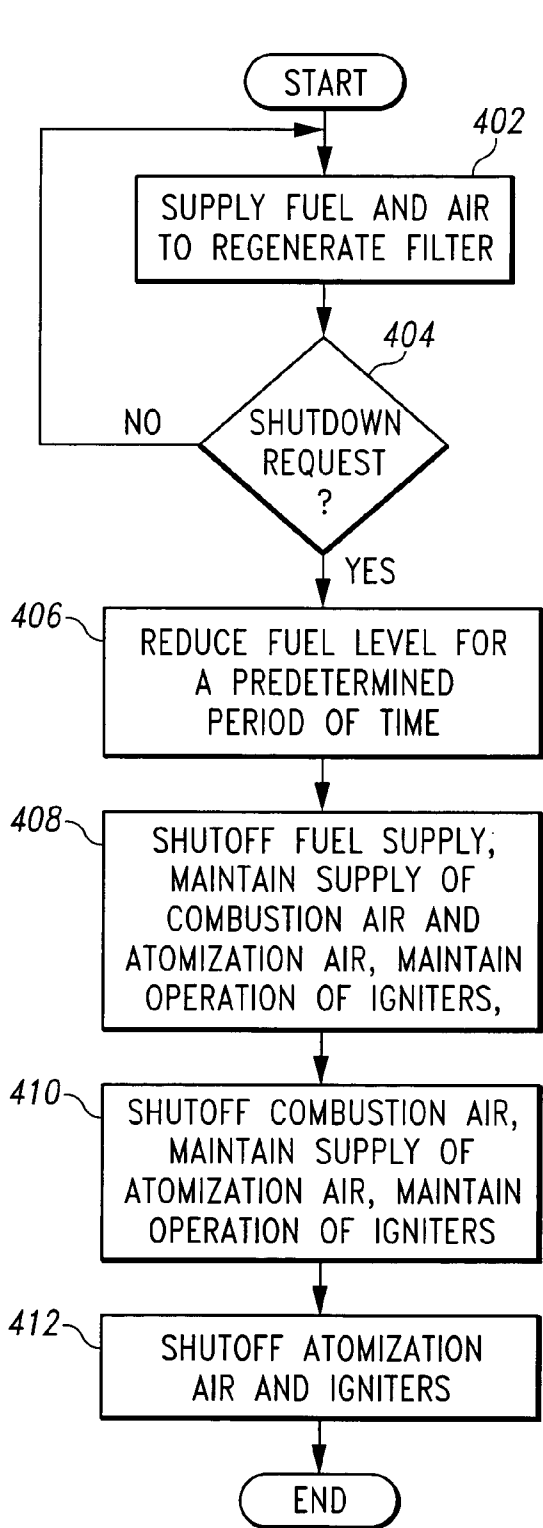 START
402
SUPPLY FUEL AND AIR
TO REGENERATE FILTER
404
SHUTDOWN
REQUEST
?
NO
YES
406
REDUCE FUEL LEVEL FOR
A PREDETERMINED
PERIOD OF TIME
408
SHUTOFF FUEL SUPPLY,
MAINTAIN SUPPLY OF
COMBUSTION AIR AND
ATOMIZATION AIR, MAINTAIN
OPERATION OF IGNITERS,
410
SHUTOFF COMBUSTION AIR,
MAINTAIN SUPPLY OF
ATOMIZATION AIR, MAINTAIN
OPERATION OF IGNITERS
412
SHUTOFF ATOMIZATION
AIR AND IGNITERS
END